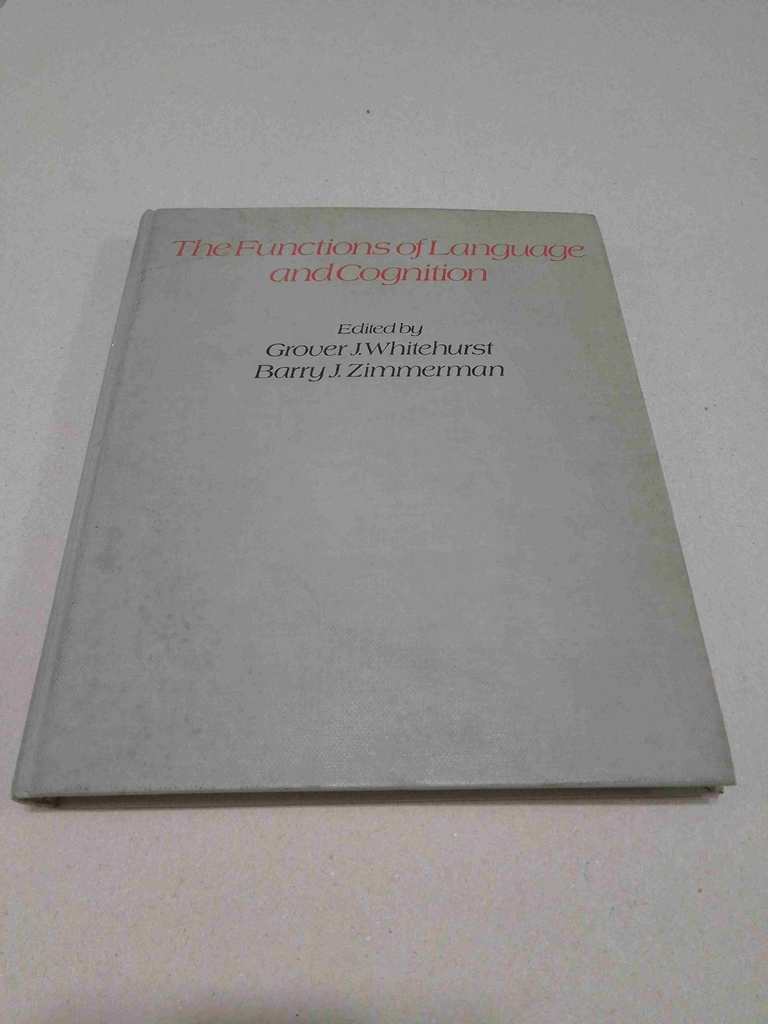 The Functions of Language
and Cognition
Edited by
Grover J. Whitehurst
Barry J. Zimmerman